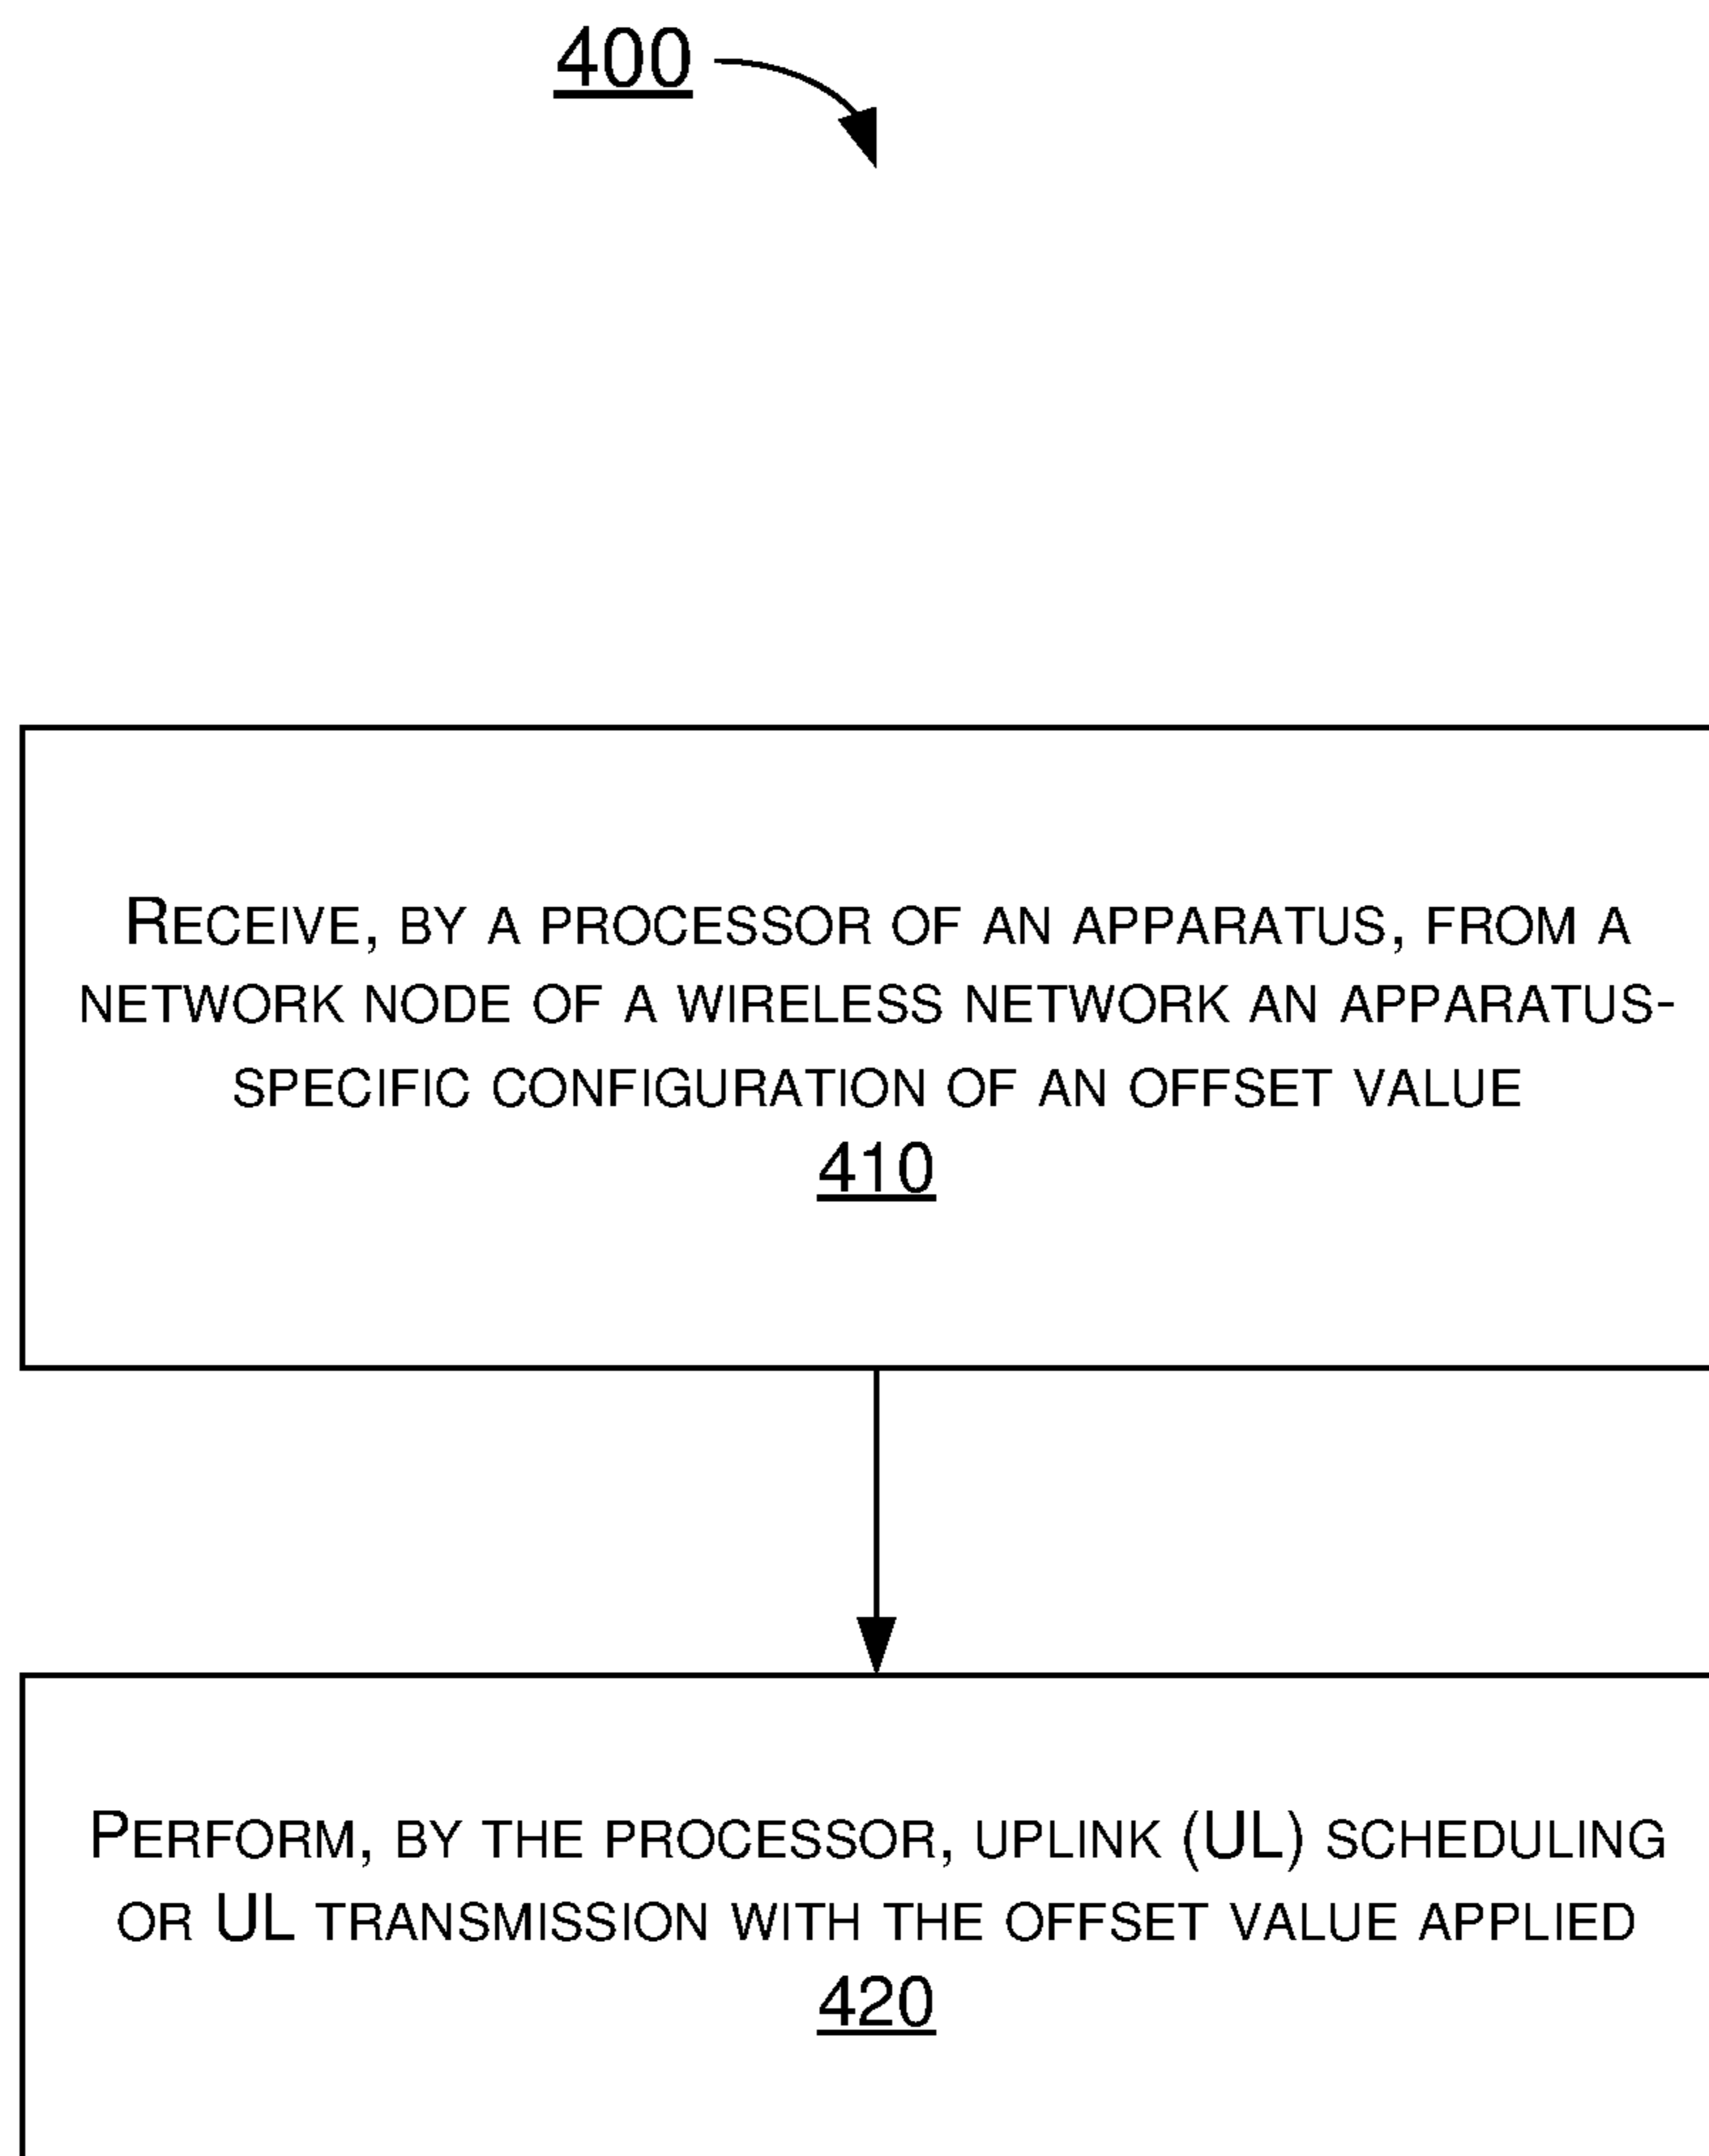 400
RECEIVE, BY A PROCESSOR OF AN APPARATUS, FROM A
NETWORK NODE OF A WIRELESS NETWORK AN APPARATUS-
SPECIFIC CONFIGURATION OF AN OFFSET VALUE
410
PERFORM, BY THE PROCESSOR, UPLINK (UL) SCHEDULING
OR UL TRANSMISSION WITH THE OFFSET VALUE APPLIED
420